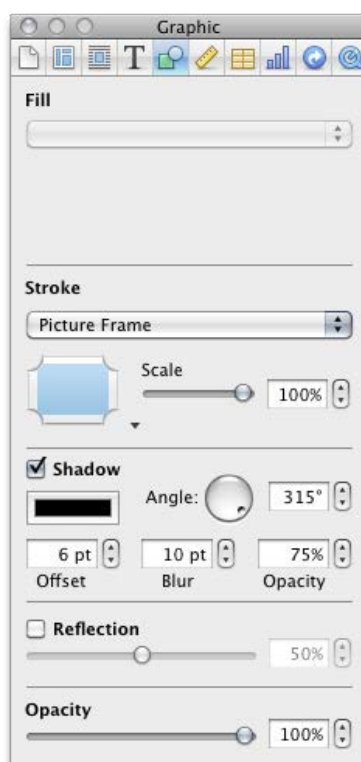 Graphic
T
Fill
Stroke
Picture Frame
Scale
100%
Shadow
Angle: 315°
6 pt 10 pt 75%
Offset Blur Opacity
Reflection
50%
Opacity
100%